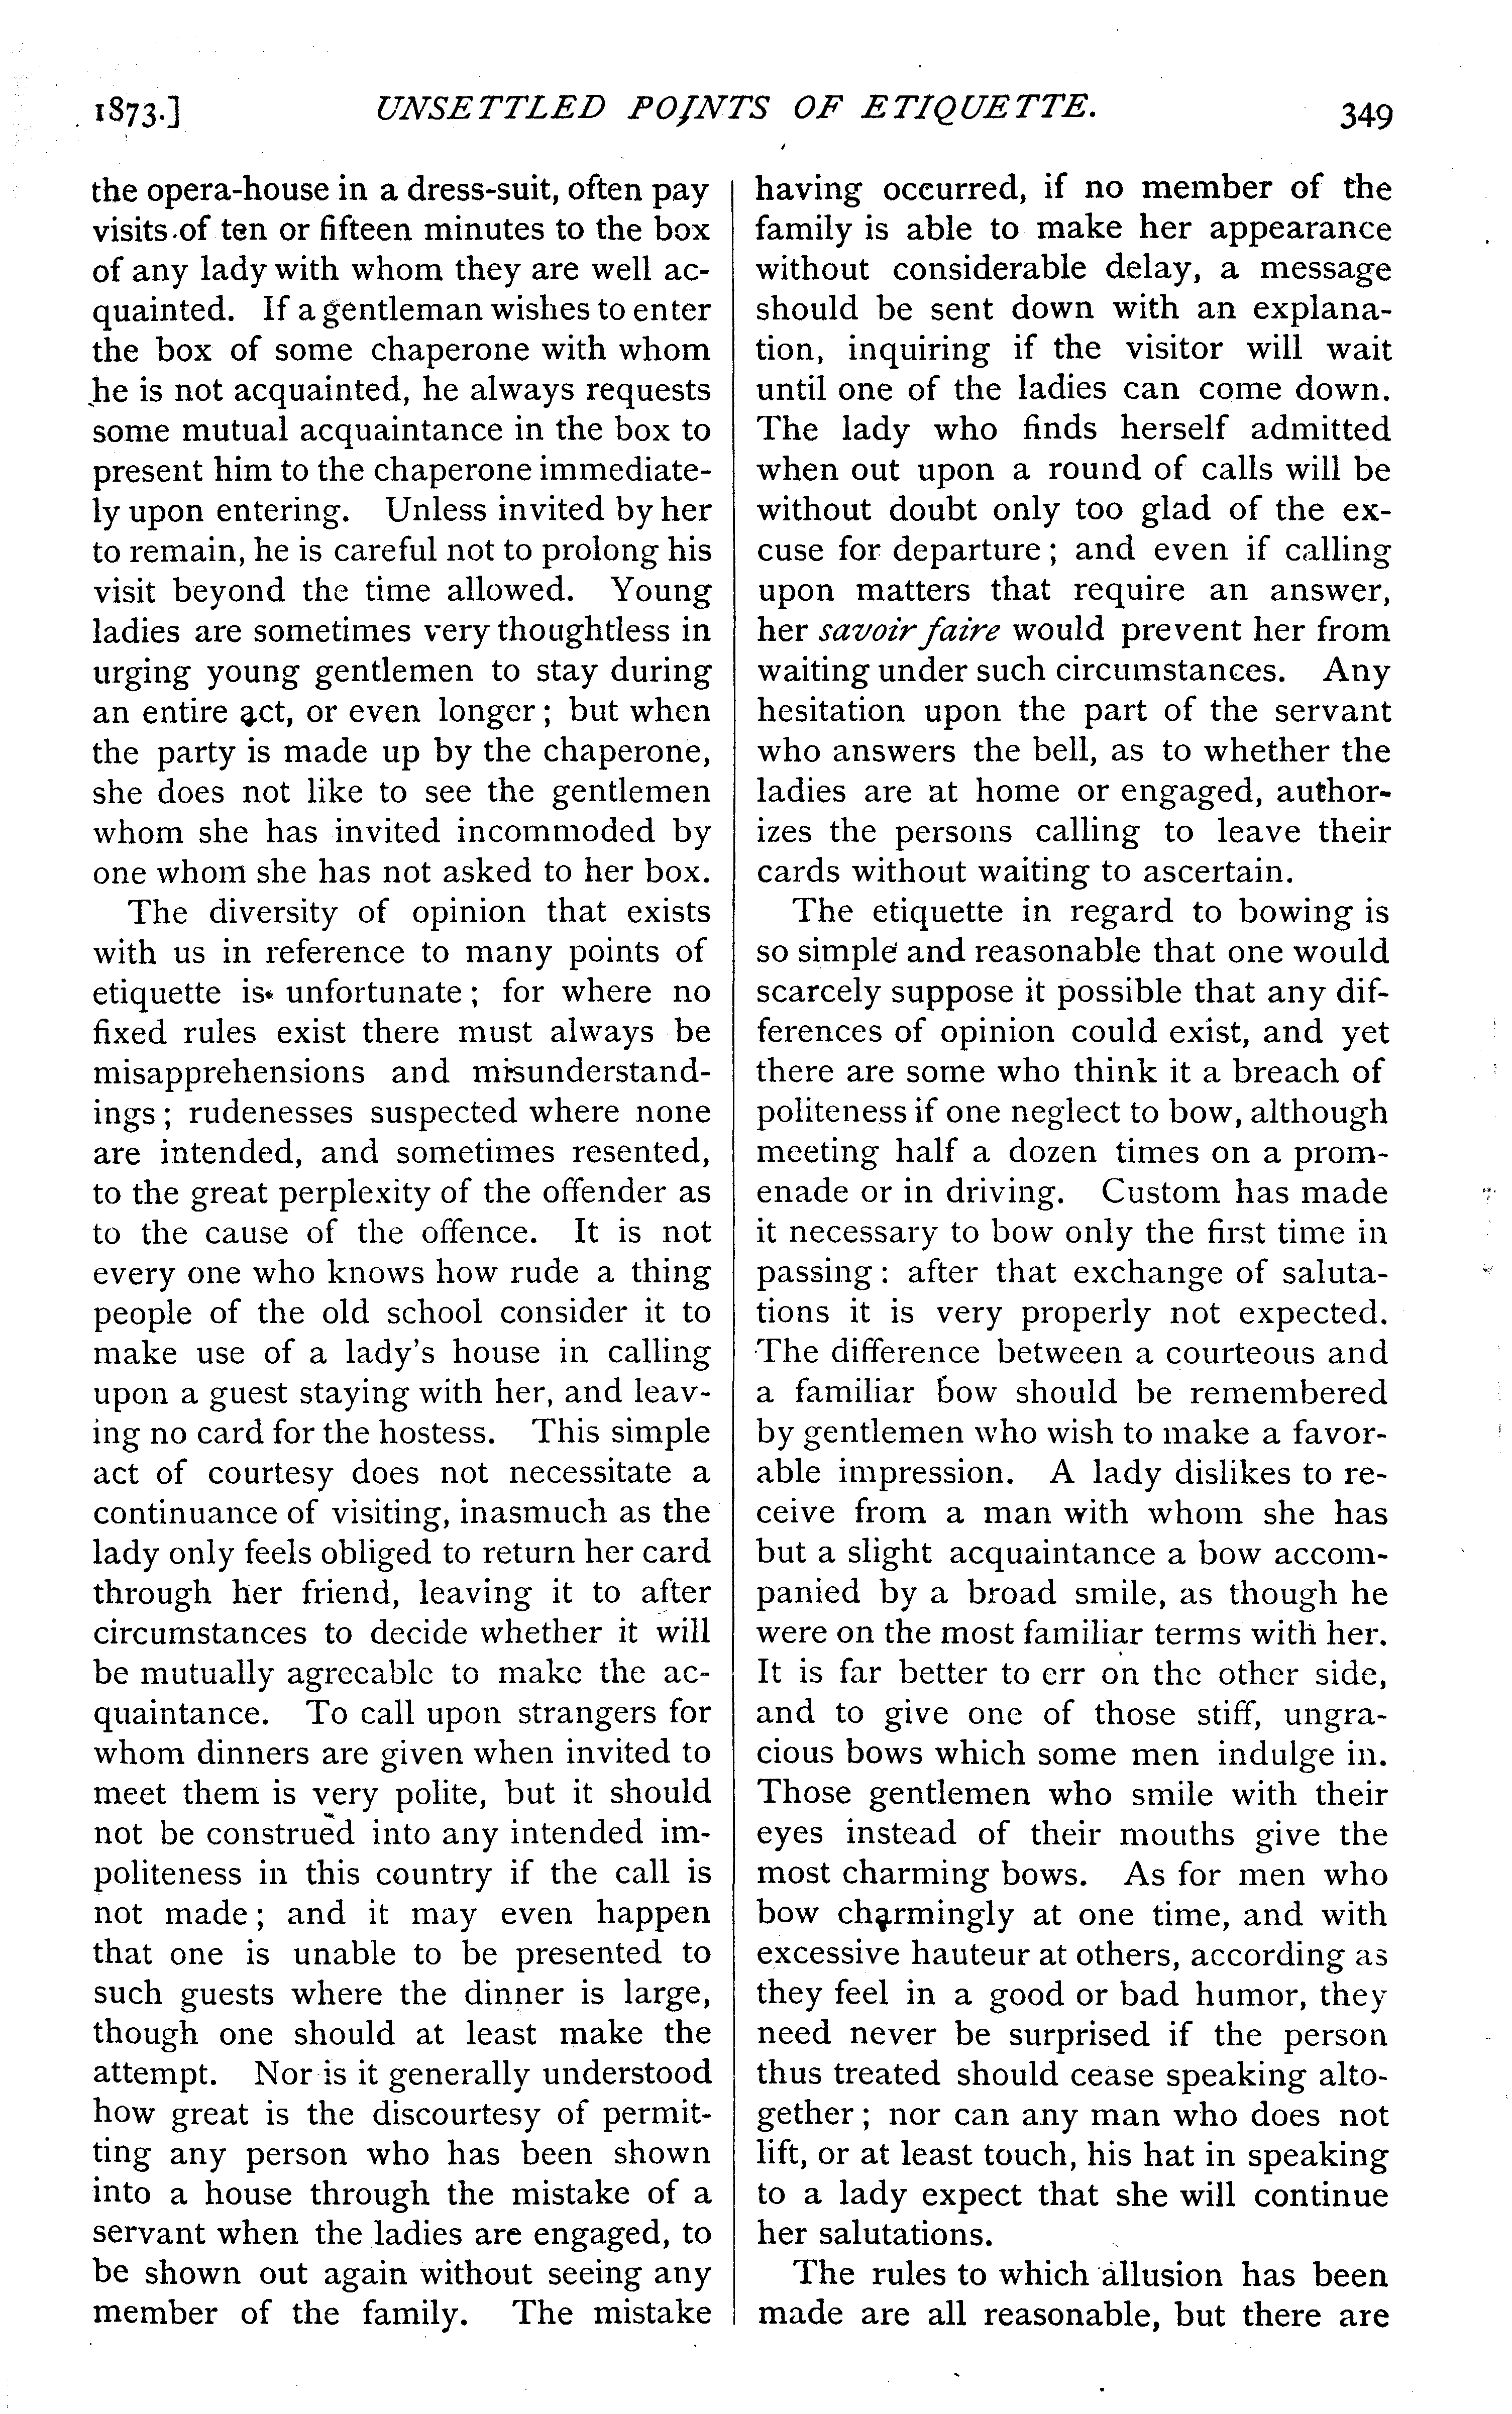 1873.] UNSETTLED POINTS OF ETIQUETTE. 349
the opera-house in a dress-suit, often pay
visits of ten or fifteen minutes to the box
of any lady with whom they are well ac-
quainted. If a gentleman wishes to enter
the box of some chaperone with whom
he is not acquainted, he always requests
some mutual acquaintance in the box to
present him to the chaperone immediate-
ly upon entering. Unless invited by her
to remain, he is careful not to prolong his
visit beyond the time allowed. Young
ladies are sometimes very thoughtless in
urging young gentlemen to stay during
an entire act, or even longer; but when
the party is made up by the chaperone,
she does not like to see the gentlemen
whom she has invited incommoded by
one whom she has not asked to her box.
The diversity of opinion that exists
with us in reference to many points of
etiquette is unfortunate; for where no
fixed rules exist there must always be
misapprehensions and misunderstand-
ings; rudenesses suspected where none
are intended, and sometimes resented,
to the great perplexity of the offender as
to the cause of the offence. It is not
every one who knows how rude a thing
people of the old school consider it to
make use of a lady's house in calling
upon a guest staying with her, and leav-
ing no card for the hostess. This simple
act of courtesy does not necessitate a
continuance of visiting, inasmuch as the
lady only feels obliged to return her card
through her friend, leaving it to after
circumstances to decide whether it will
be mutually agreeable to make the ac-
quaintance. To call upon strangers for
whom dinners are given when invited to
meet them is very polite, but it should
not be construed into any intended im-
politeness in this country if the call is
not made; and it may even happen
that one is unable to be presented to
such guests where the dinner is large,
though one should at least make the
attempt. Nor is it generally understood
how great is the discourtesy of permit-
ting any person who has been shown
into a house through the mistake of a
servant when the ladies are engaged, to
be shown out again without seeing any
member of the family. The mistake
having occurred, if no member of the
family is able to make her appearance
without considerable delay, a message
should be sent down with an explana-
tion, inquiring if the visitor will wait
until one of the ladies can come down.
The lady who finds herself admitted
when out upon a round of calls will be
without doubt only too glad of the ex-
cuse for departure; and even if calling
upon matters that require an answer,
her savoir faire would prevent her from
waiting under such circumstances. Any
hesitation upon the part of the servant
who answers the bell, as to whether the
ladies are at home or engaged, author-
izes the persons calling to leave their
cards without waiting to ascertain.
The etiquette in regard to bowing is
so simple and reasonable that one would
scarcely suppose it possible that any dif-
ferences of opinion could exist, and yet
there are some who think it a breach of
politeness if one neglect to bow, although
meeting half a dozen times on a prom-
enade or in driving. Custom has made
it necessary to bow only the first time in
passing: after that exchange of saluta-
tions it is very properly not expected.
The difference between a courteous and
a familiar bow should be remembered
by gentlemen who wish to make a favor-
able impression. A lady dislikes to re-
ceive from a man with whom she has
but a slight acquaintance a bow accom-
panied by a broad smile, as though he
were on the most familiar terms with her.
It is far better to err on the other side,
and to give one of those stiff, ungra-
cious bows which some men indulge in.
Those gentlemen who smile with their
eyes instead of their mouths give the
most charming bows. As for men who
bow charmingly at one time, and with
excessive hauteur at others, according as
they feel in a good or bad humor, they
need never be surprised if the person
thus treated should cease speaking alto-
gether; nor can any man who does not
lift, or at least touch, his hat in speaking
to a lady expect that she will continue
her salutations.
The rules to which allusion has been
made are all reasonable, but there are